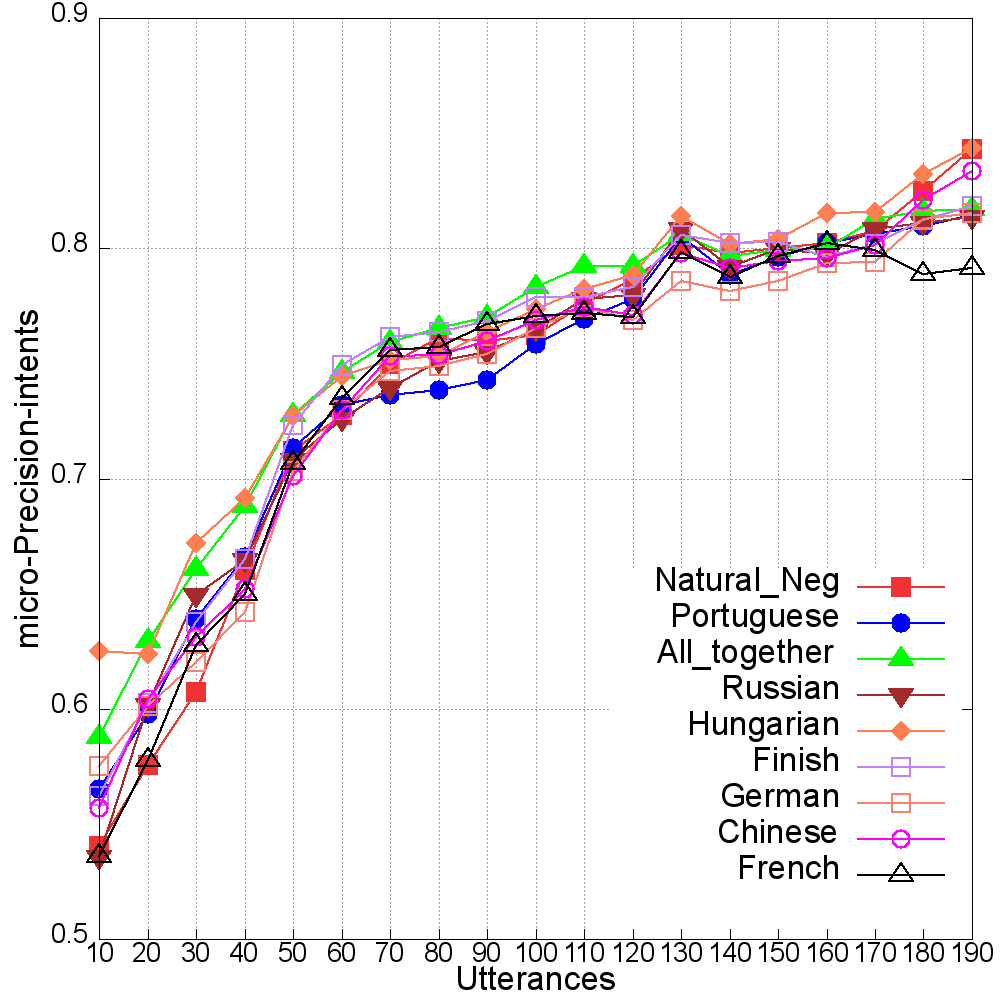 0.9
0.8
0.7
0.6
0.5
micro-Precision-intents
Natural_Neg
Portuguese
All_together
Russian
Hungarian
Finish
German
Chinese
French
10 20 30 40 50 60 70 80 90 100 110 120 130 140 150 160 170 180 190
Utterances